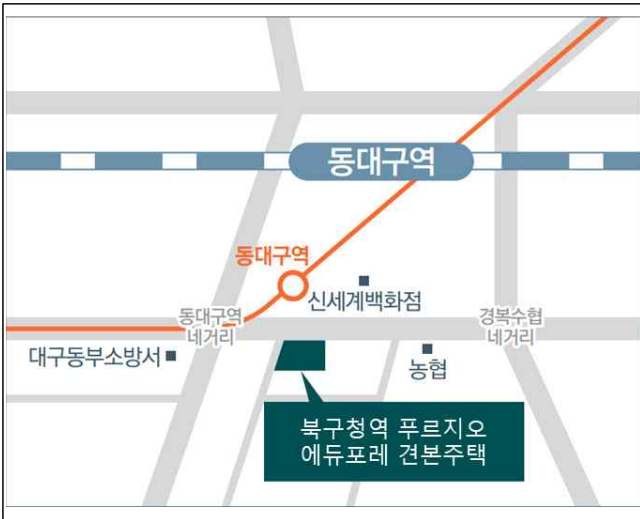 동대구역
동대구역
신세계백화점
동대구역
네거리
경북수협
네거리
대구동부소방서
농협
북구청역 푸르지오
에듀포레 견본주택